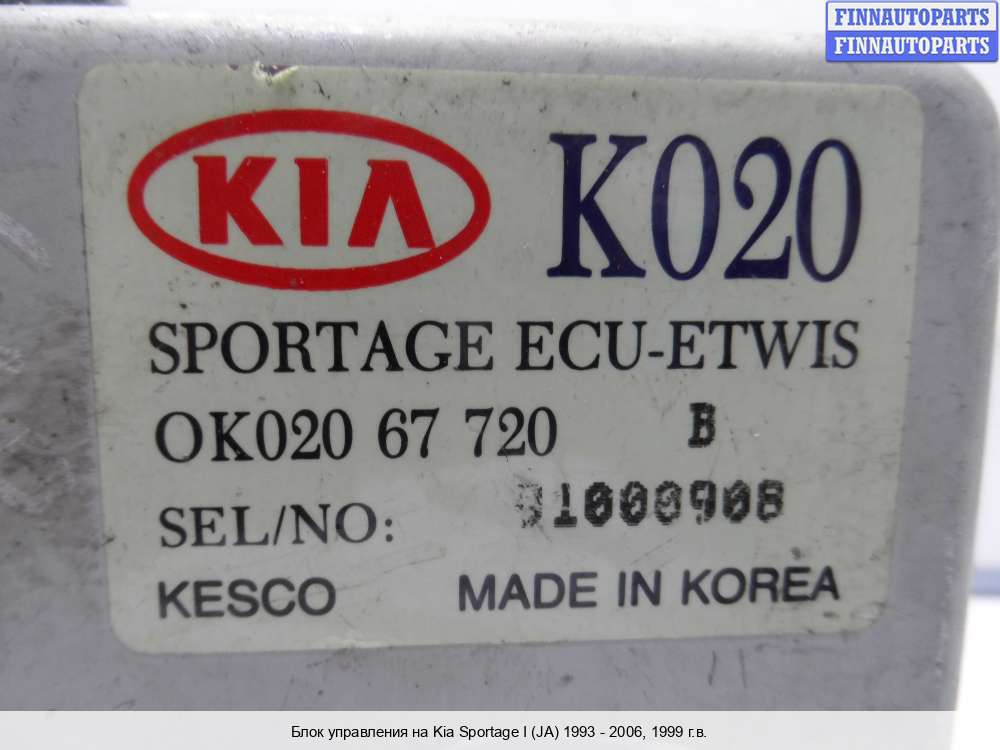 FINNAUTOPARTS
FINNAUTOPARTS
KIA K020
SPORTAGE ECU-ETWIS
OK020 67 720 B
SEL/NO:
KESCO MADE IN KOREA
Блок управления на Kia Sportage I (JA) 1993 - 2006, 1999 г.в.